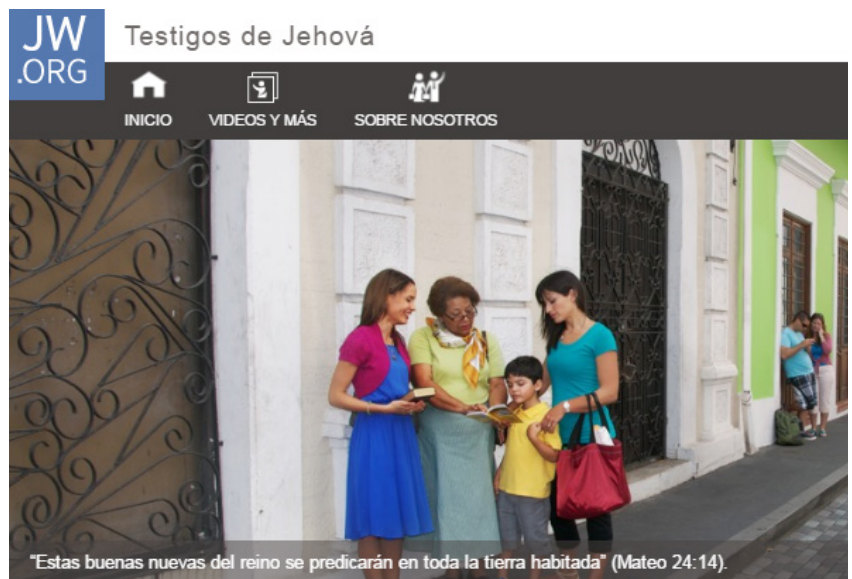 JW
.ORG
Testigos de Jehová
INICIO
VIDEOS Y MÁS
SOBRE NOSOTROS
“Estas buenas nuevas del reino se predicarán en toda la tierra habitada” (Mateo 24:14).